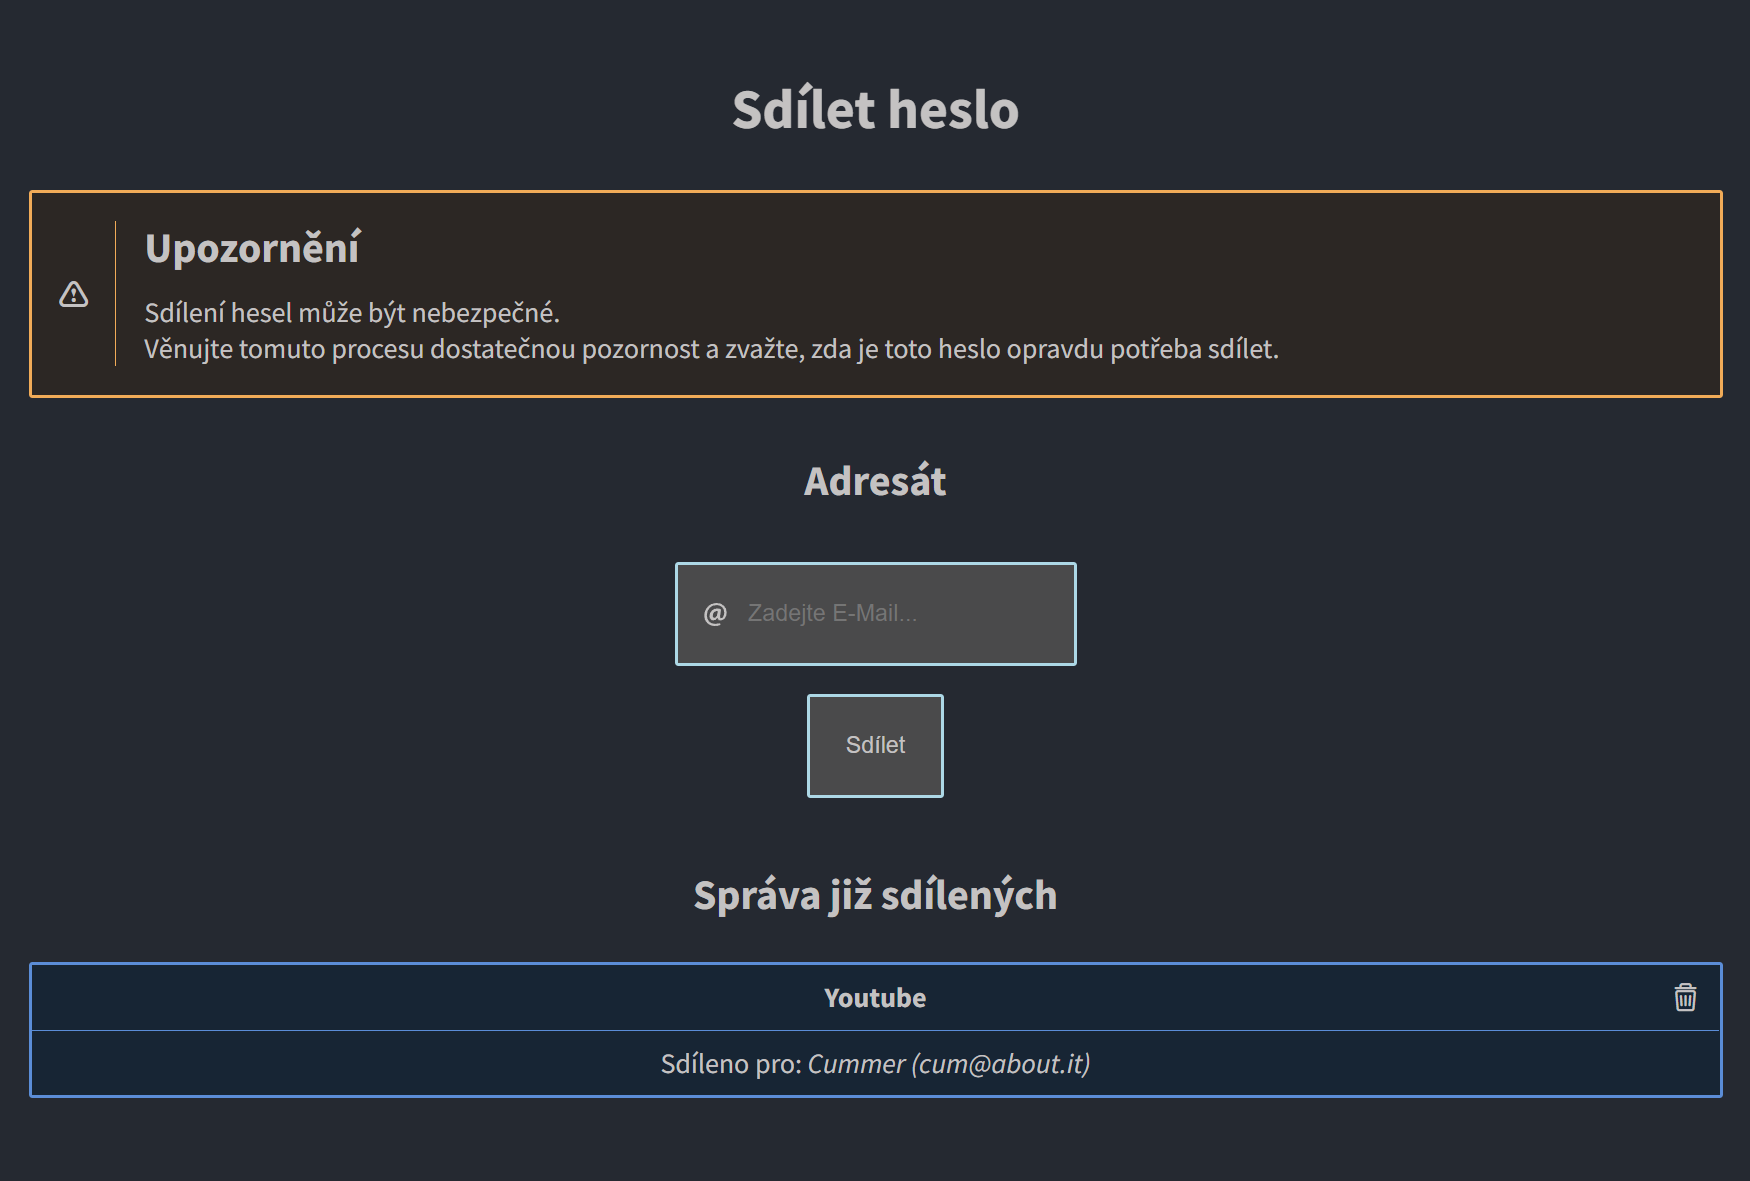 Sdílet heslo
Upozornění
Sdílení hesel může být nebezpečné.
Věnujte tomuto procesu dostatečnou pozornost a zvažte, zda je toto heslo opravdu potřeba sdílet.
Adresát
@ Zadejte E-Mail...
Sdílet
Správa již sdílených
Youtube
Sdíleno pro: Cummer (cum@about.it)